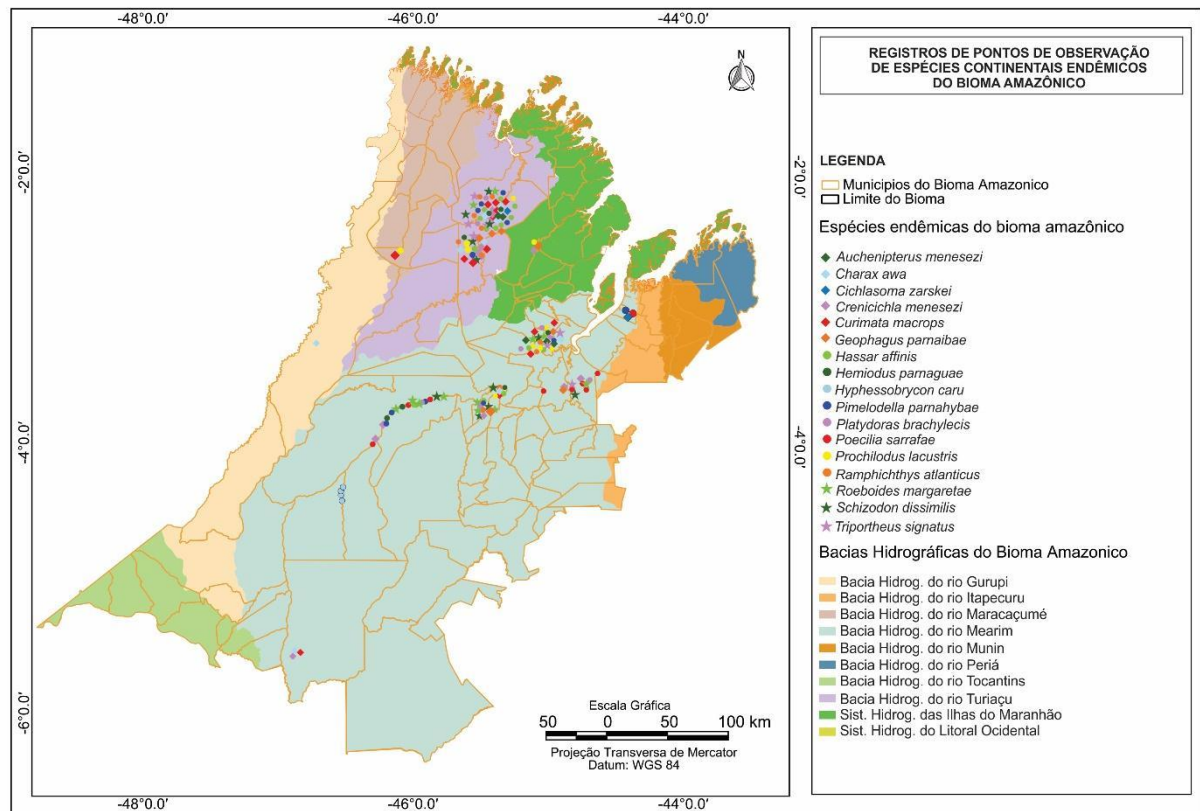 -48°0.0'
-46°0.0'
-44°0.0'
-2°0.0'
-4°0.0'
-6°0.0'
-2°0.0'
-4°0.0'
N
Escala Gráfica
50 0 50 100 km
Projeção Transversa de Mercator
Datum: WGS 84
-48°0.0'
-46°0.0'
-44°0.0'
REGISTROS DE PONTOS DE OBSERVAÇÃO
DE ESPÉCIES CONTINENTAIS ENDÊMICOS
DO BIOMA AMAZÔNICO
LEGENDA
Municipios do Bioma Amazonico
Limite do Bioma
Espécies endêmicas do bioma amazônico
Auchenipterus menesezi
Charax awa
Cichlasoma zarskei
Crenicichla menesezi
Curimata macrops
Geophagus parnaibae
Hassar affinis
Hemiodus parnaguae
Hyphessobrycon caru
Pimelodella parnahybae
Platydoras brachylecis
Poecilia sarrafae
Prochilodus lacustris
Ramphichthys atlanticus
Roeboides margaretae
Schizodon dissimilis
Triportheus signatus
Bacias Hidrográficas do Bioma Amazonico
Bacia Hidrog. do rio Gurupi
Bacia Hidrog. do rio Itapecuru
Bacia Hidrog. do rio Maracaçumé
Bacia Hidrog. do rio Mearim
Bacia Hidrog. do rio Munin
Bacia Hidrog. do rio Periá
Bacia Hidrog. do rio Tocantins
Bacia Hidrog. do rio Turiaçu
Sist. Hidrog. das Ilhas do Maranhão
Sist. Hidrog. do Litoral Ocidental